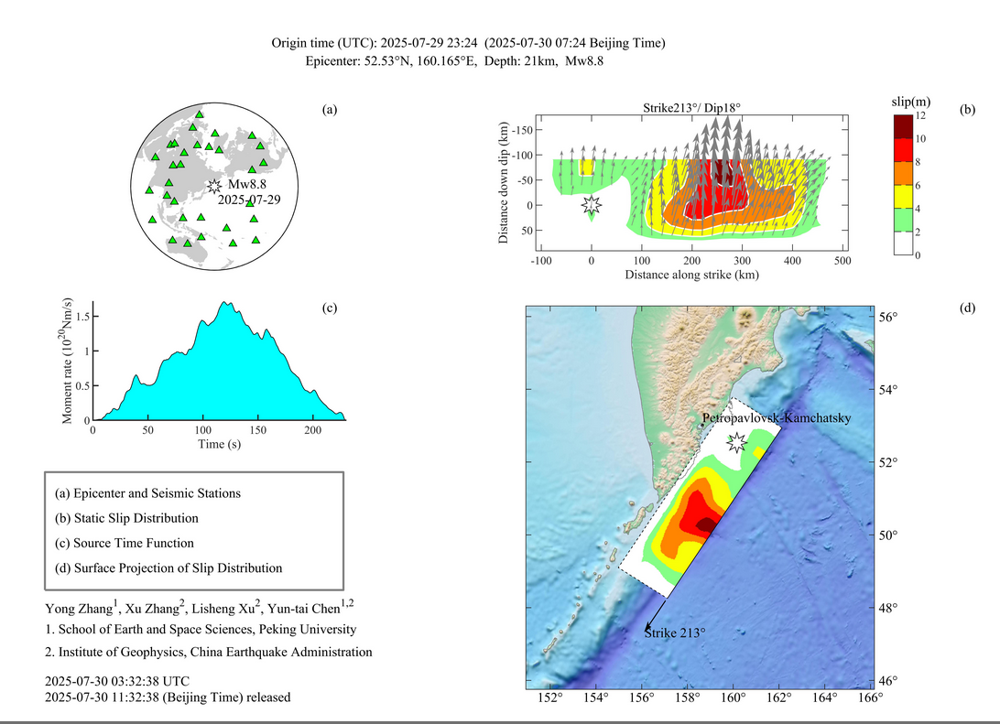 Origin time (UTC): 2025-07-29 23:24 (2025-07-30 07:24 Beijing Time)
Epicenter: 52.53°N, 160.165°E, Depth: 21km, Mw8.8
(a)
Mw8.8
2025-07-29
Strike213°/ Dip18°
slip(m)
(b)
12
10
8
6
4
2
0
Distance down dip (km)
-150
-100
-50
0
50
-100 0 100 200 300 400 500
Distance along strike (km)
(c)
Moment rate (10²⁰Nm/s)
1.5
1
0.5
0
0 50 100 150 200
Time (s)
(d)
56°
54°
52°
50°
48°
46°
Petropavlovsk-Kamchatsky
Strike 213°
152° 154° 156° 158° 160° 162° 164° 166°
(a) Epicenter and Seismic Stations
(b) Static Slip Distribution
(c) Source Time Function
(d) Surface Projection of Slip Distribution
Yong Zhang¹, Xu Zhang², Lisheng Xu², Yun-tai Chen¹,²
1. School of Earth and Space Sciences, Peking University
2. Institute of Geophysics, China Earthquake Administration
2025-07-30 03:32:38 UTC
2025-07-30 11:32:38 (Beijing Time) released